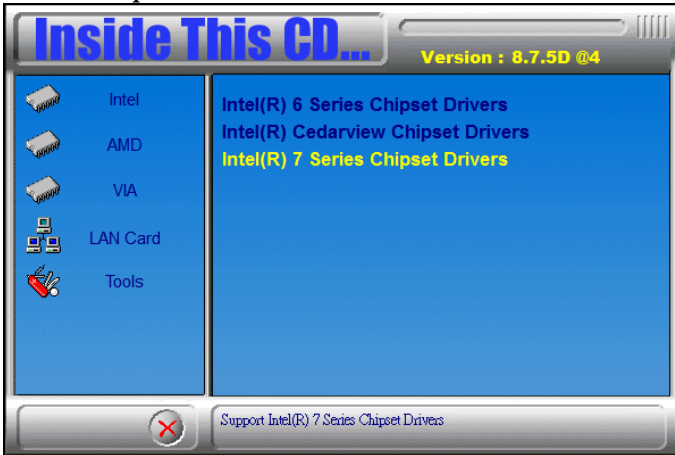 Inside This CD...
Version : 8.7.5D @4
Intel
AMD
VIA
LAN Card
Tools
Intel(R) 6 Series Chipset Drivers
Intel(R) Cedarview Chipset Drivers
Intel(R) 7 Series Chipset Drivers
Support Intel(R) 7 Series Chipset Drivers